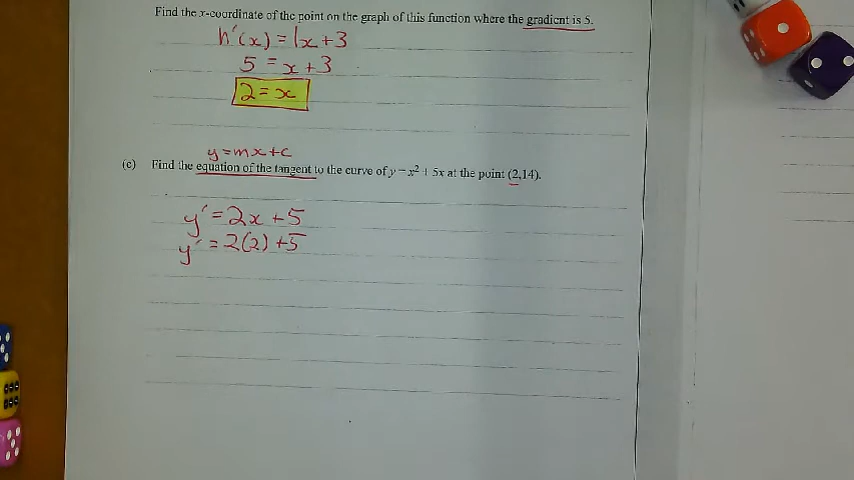 Find the x-coordinate of the point on the graph of this function where the gradient is 5.
h'(x) = 1x + 3
5 = x + 3
2 = x
y = mx + c
(c) Find the equation of the tangent to the curve of y = x² + 5x at the point (2,14).
y' = 2x + 5
y' = 2(2) + 5